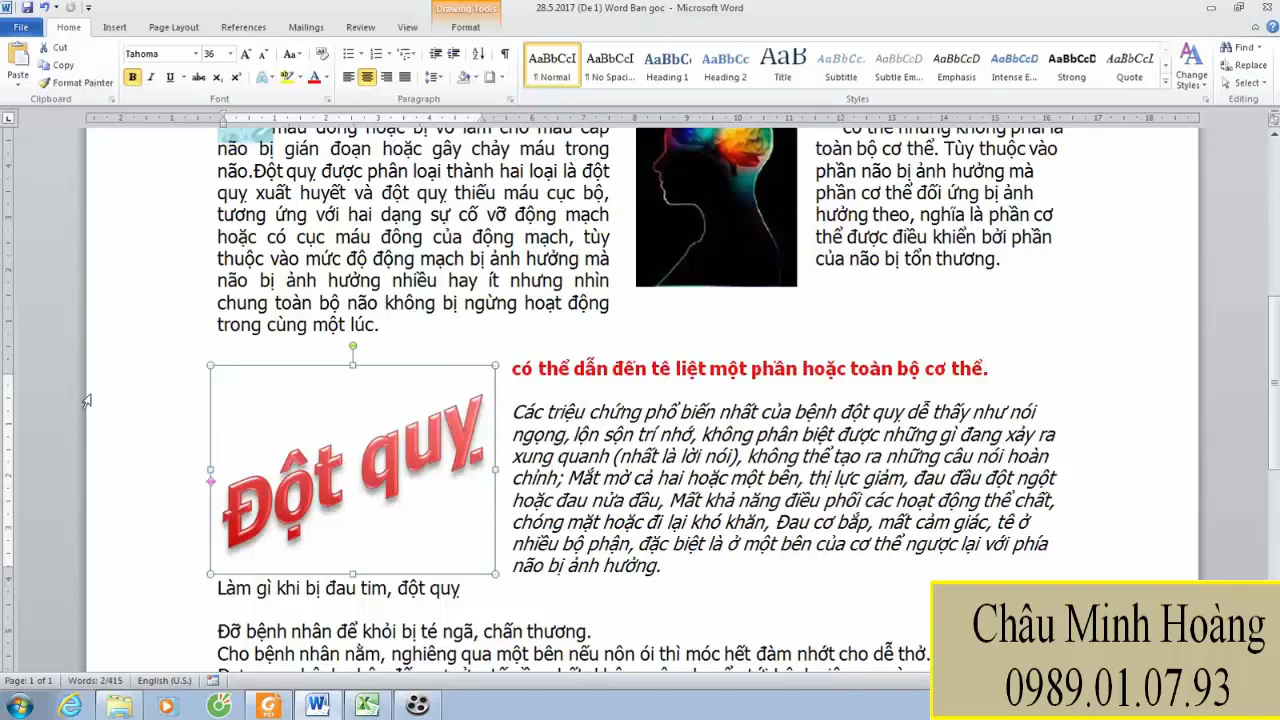 Drawing Tools
28.5.2017 (De 1) Word Ban goc - Microsoft Word
File Home Insert Page Layout References Mailings Review View Format
Paste
Cut
Copy
Format Painter
Clipboard
Tahoma 36
Font
Paragraph
AaBbCcI AaBbCcI AaBbC AaBbCc AaB AaBbCc. AaBbCcD AaBbCcD AaBbCcD AaBbCcD AaBbCcI
¶ Normal ¶ No Spaci... Heading 1 Heading 2 Title Subtitle Subtle Em... Emphasis Intense E... Strong Quote
Change Styles
Styles
Find
Replace
Select
Editing
máu đông hoặc bị vỡ làm cho máu cấp
não bị gián đoạn hoặc gây chảy máu trong
não.Đột quỵ được phân loại thành hai loại là đột
quỵ xuất huyết và đột quỵ thiếu máu cục bộ,
tương ứng với hai dạng sự cố vỡ động mạch
hoặc có cục máu đông của động mạch, tùy
thuộc vào mức độ động mạch bị ảnh hưởng mà
não bị ảnh hưởng nhiều hay ít nhưng nhìn
chung toàn bộ não không bị ngừng hoạt động
trong cùng một lúc.
cơ thể nhưng không phải là
toàn bộ cơ thể. Tùy thuộc vào
phần não bị ảnh hưởng mà
phần cơ thể đối ứng bị ảnh
hưởng theo, nghĩa là phần cơ
thể được điều khiển bởi phần
của não bị tổn thương.
Đột quỵ
có thể dẫn đến tê liệt một phần hoặc toàn bộ cơ thể.
Các triệu chứng phổ biến nhất của bệnh đột quỵ dễ thấy như nói
ngọng, lộn sộn trí nhớ, không phân biệt được những gì đang xảy ra
xung quanh (nhất là lời nói), không thể tạo ra những câu nói hoàn
chỉnh; Mắt mờ cả hai hoặc một bên, thị lực giảm, đau đầu đột ngột
hoặc đau nửa đầu, Mất khả năng điều phối các hoạt động thể chất,
chóng mặt hoặc đi lại khó khăn, Đau cơ bắp, mất cảm giác, tê ở
nhiều bộ phận, đặc biệt là ở một bên của cơ thể ngược lại với phía
não bị ảnh hưởng.
Làm gì khi bị đau tim, đột quỵ
Đỡ bệnh nhân để khỏi bị té ngã, chấn thương.
Cho bệnh nhân nằm, nghiêng qua một bên nếu nôn ói thì móc hết đàm nhớt cho dễ thở.
Châu Minh Hoàng
0989.01.07.93
Page: 1 of 1 Words: 2/415 English (U.S.)